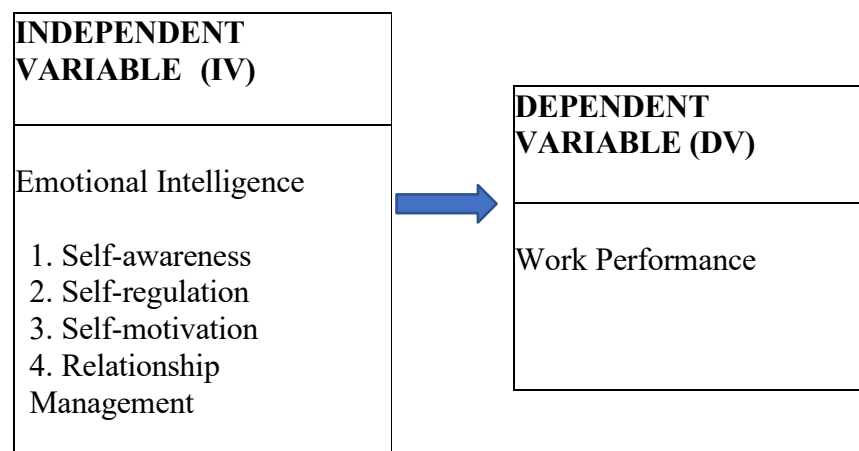 INDEPENDENT
VARIABLE (IV)
Emotional Intelligence
1. Self-awareness
2. Self-regulation
3. Self-motivation
4. Relationship
Management
DEPENDENT
VARIABLE (DV)
Work Performance